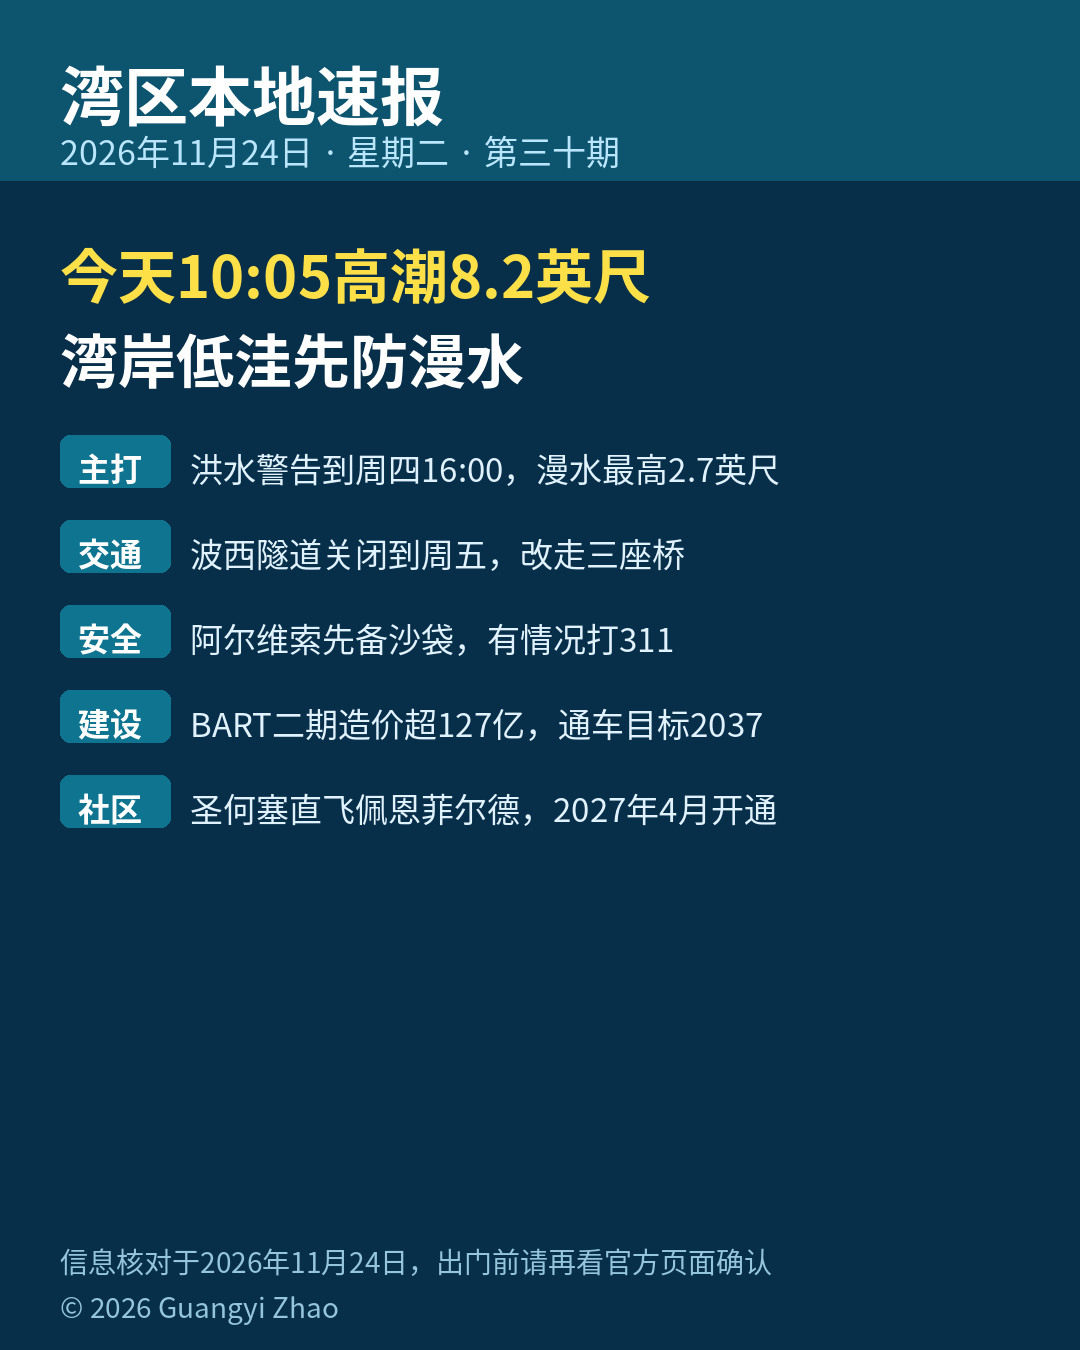 湾区本地速报
2026年11月24日 · 星期二 · 第三十期
今天10:05高潮8.2英尺
湾岸低洼先防漫水
主打 洪水警告到周四16:00，漫水最高2.7英尺
交通 波西隧道关闭到周五，改走三座桥
安全 阿尔维索先备沙袋，有情况打311
建设 BART二期造价超127亿，通车目标2037
社区 圣何塞直飞佩恩菲尔德，2027年4月开通
信息核对于2026年11月24日，出门前请再看官方页面确认
© 2026 Guangyi Zhao